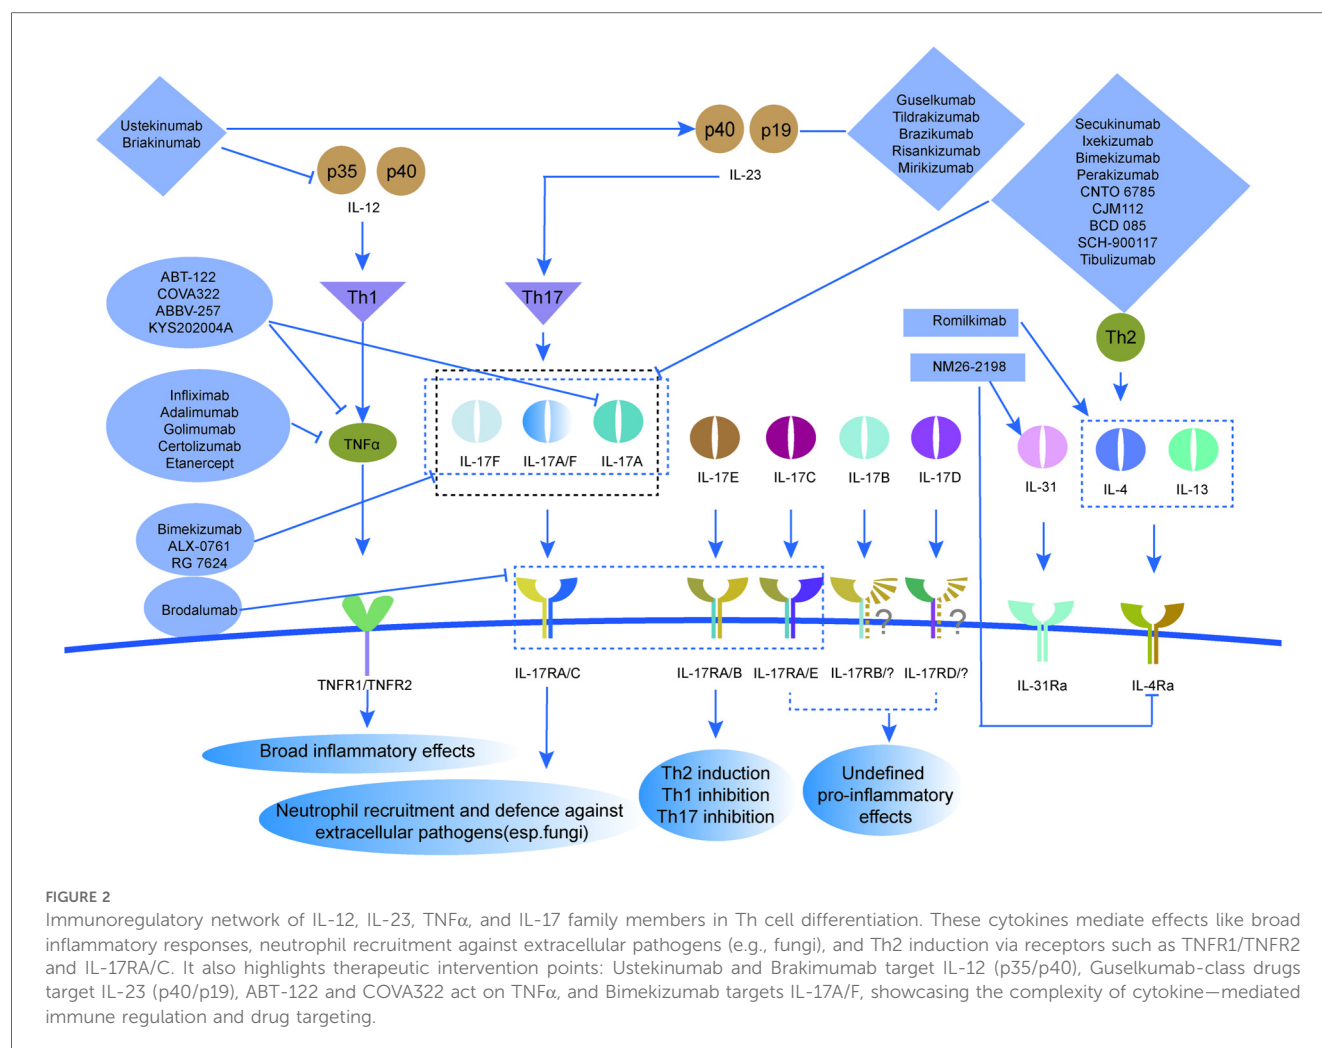 Ustekinumab
Briakinumab
p35
p40
IL-12
p40
p19
IL-23
Guselkumab
Tildrakizumab
Brazikumab
Risankizumab
Mirikizumab
Secukinumab
Ixekizumab
Bimekizumab
Perakizumab
CNTO 6785
CJM112
BCD 085
SCH-900117
Tibulizumab
ABT-122
COVA322
ABBV-257
KYS202004A
Th1
Th17
Th2
Romilkimab
NM26-2198
Infliximab
Adalimumab
Golimumab
Certolizumab
Etanercept
TNFα
IL-17F
IL-17A/F
IL-17A
IL-17E
IL-17C
IL-17B
IL-17D
IL-31
IL-4
IL-13
Bimekizumab
ALX-0761
RG 7624
Brodalumab
?
?
TNFR1/TNFR2
IL-17RA/C
IL-17RA/B
IL-17RA/E
IL-17RB/?
IL-17RD/?
IL-31Ra
IL-4Ra
Broad inflammatory effects
Neutrophil recruitment and defence against
extracellular pathogens(esp.fungi)
Th2 induction
Th1 inhibition
Th17 inhibition
Undefined
pro-inflammatory
effects
FIGURE 2
Immunoregulatory network of IL-12, IL-23, TNFα, and IL-17 family members in Th cell differentiation. These cytokines mediate effects like broad
inflammatory responses, neutrophil recruitment against extracellular pathogens (e.g., fungi), and Th2 induction via receptors such as TNFR1/TNFR2
and IL-17RA/C. It also highlights therapeutic intervention points: Ustekinumab and Brakimumab target IL-12 (p35/p40), Guselkumab-class drugs
target IL-23 (p40/p19), ABT-122 and COVA322 act on TNFα, and Bimekizumab targets IL-17A/F, showcasing the complexity of cytokine—mediated
immune regulation and drug targeting.